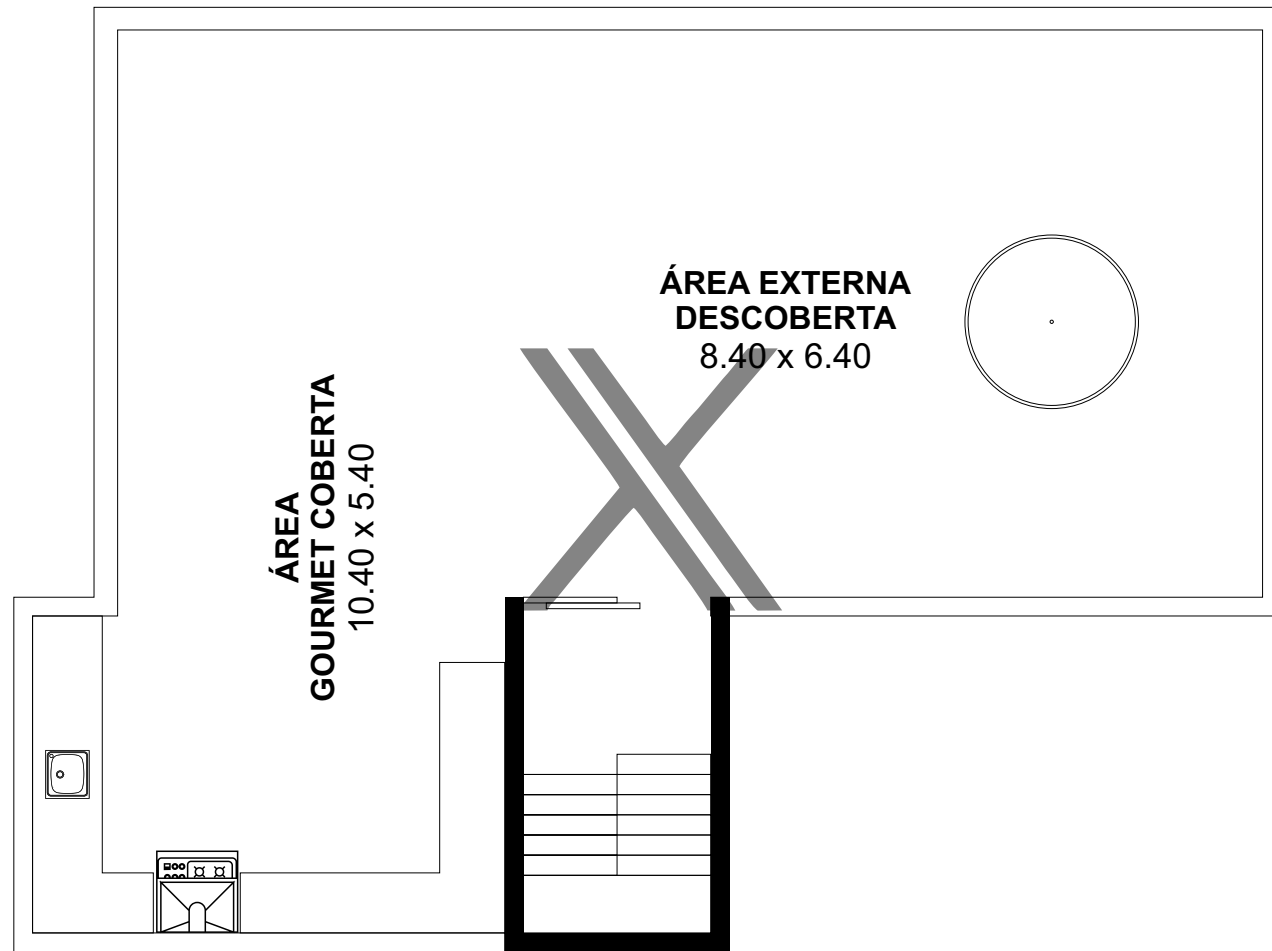 ÁREA EXTERNA
DESCOBERTA
8.40 x 6.40
ÁREA
GOURMET COBERTA
10.40 x 5.40